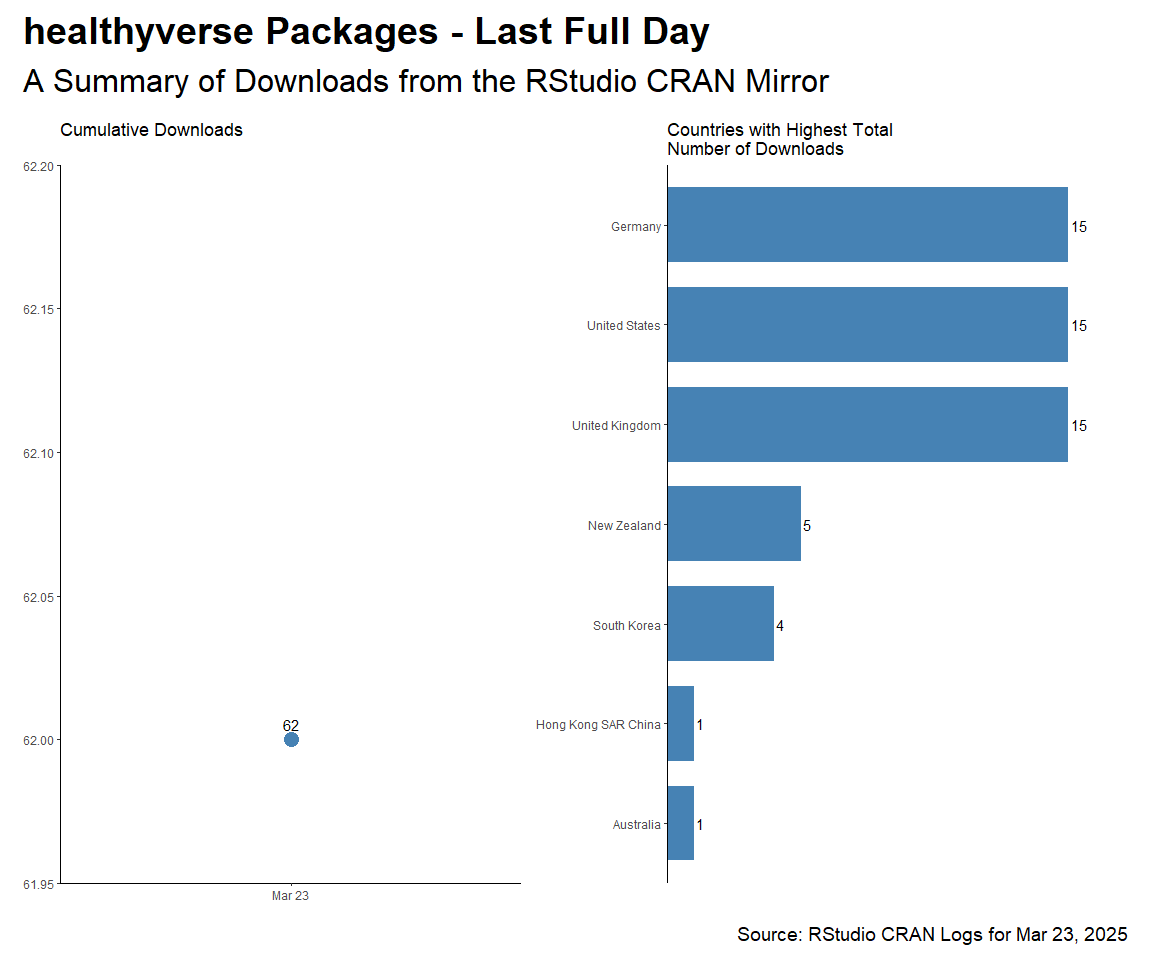 healthyverse Packages - Last Full Day
A Summary of Downloads from the RStudio CRAN Mirror
Cumulative Downloads
62.20
62.15
62.10
62.05
62.00
61.95
62
Mar 23
Countries with Highest Total
Number of Downloads
Germany 15
United States 15
United Kingdom 15
New Zealand 5
South Korea 4
Hong Kong SAR China 1
Australia 1
Source: RStudio CRAN Logs for Mar 23, 2025